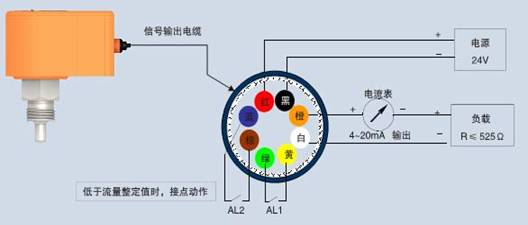 信号输出电缆
+
电源
24V
−
红
黑
蓝
橙
棕
白
绿
黄
电流表
+
−
4~20mA 输出
+
−
负载
R≤525Ω
低于流量整定值时，接点动作
AL2
AL1